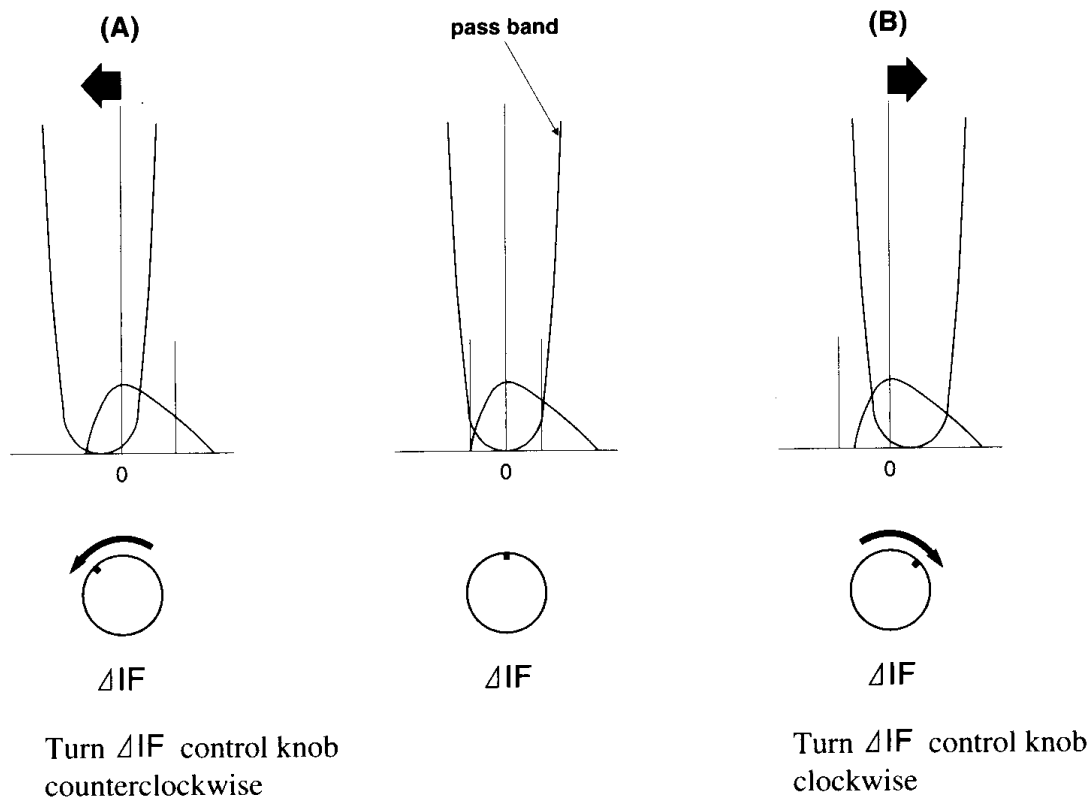 (A)
pass band
(B)
0
0
0
⊿IF
⊿IF
⊿IF
Turn ⊿IF control knob
counterclockwise
Turn ⊿IF control knob
clockwise